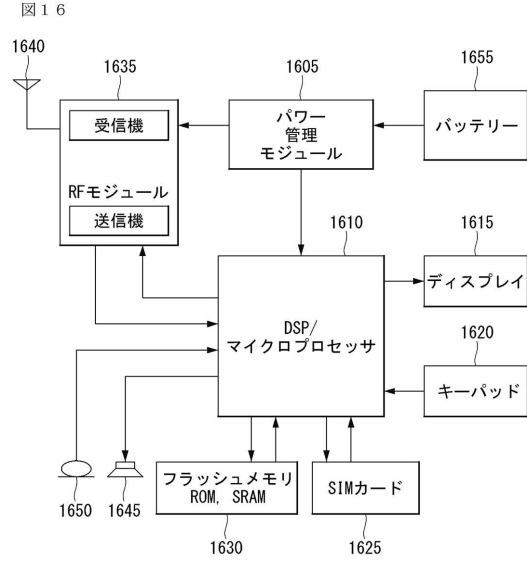 図１６
1640
1635
1605
1655
受信機
RFモジュール
送信機
パワー
管理
モジュール
バッテリー
1610
1615
DSP/
マイクロプロセッサ
ディスプレイ
1620
キーパッド
フラッシュメモリ
ROM, SRAM
SIMカード
1650
1645
1630
1625